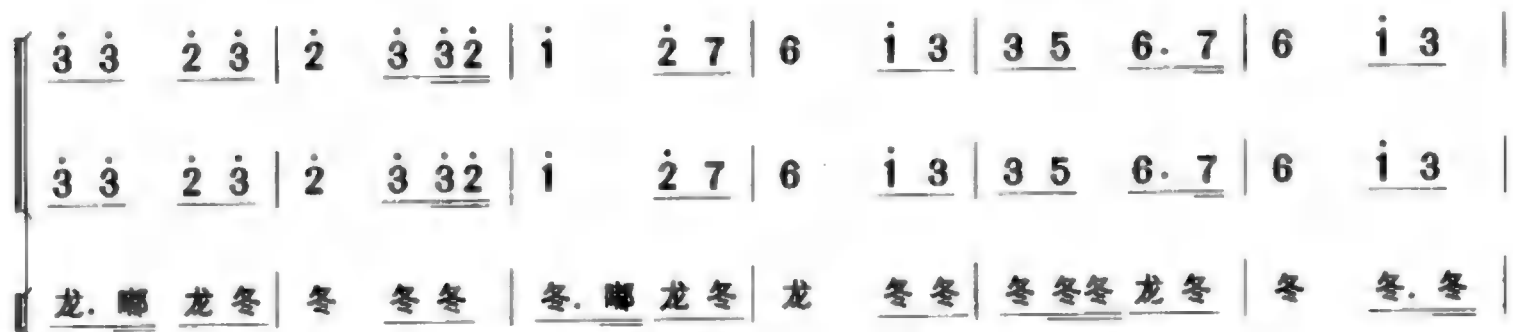 3̇ 3̇ 2̇ 3̇ | 2̇ 3̇ 3̇2̇ | 1̇ 2̇ 7 | 6 1̇ 3 | 3 5 6. 7 | 6 1̇ 3 |
3̇ 3̇ 2̇ 3̇ | 2̇ 3̇ 3̇2̇ | 1̇ 2̇ 7 | 6 1̇ 3 | 3 5 6. 7 | 6 1̇ 3 |
龙. 嘟 龙 冬 | 冬 冬 冬 | 冬. 嘟 龙 冬 | 龙 冬 冬 | 冬 冬冬 龙 冬 | 冬 冬. 冬 |